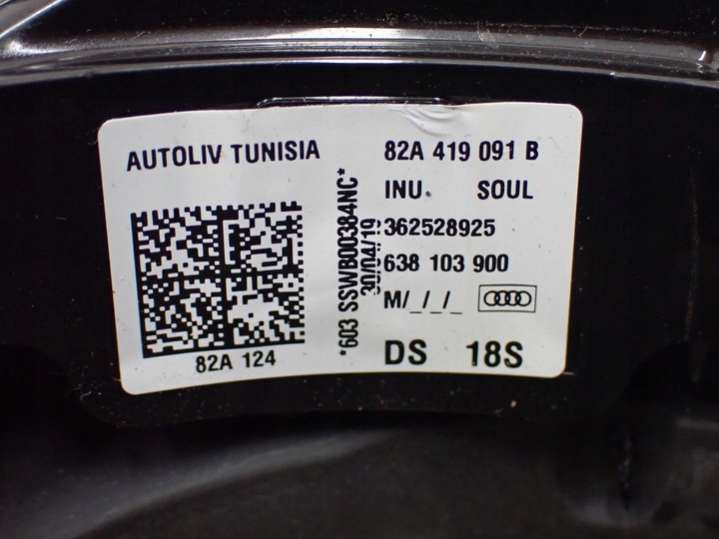 AUTOLIV TUNISIA
82A 124
*603 SSWB00384NC*
30/04/19
82A 419 091 B
INU. SOUL
362528925
638 103 900
M/_/_/_
DS 18S